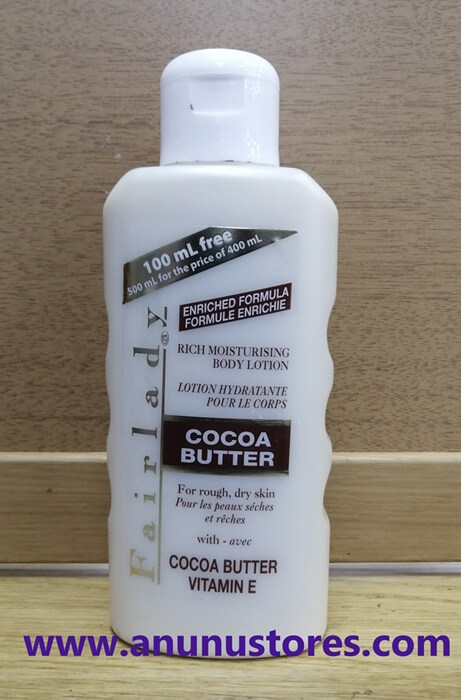 100 mL free
500 mL for the price of 400 mL
Fairlady®
ENRICHED FORMULA
FORMULE ENRICHIE
RICH MOISTURISING
BODY LOTION
LOTION HYDRATANTE
POUR LE CORPS
COCOA
BUTTER
For rough, dry skin
Pour les peaux séches
et rêches
with - avec
COCOA BUTTER
VITAMIN E
www.anunustores.com